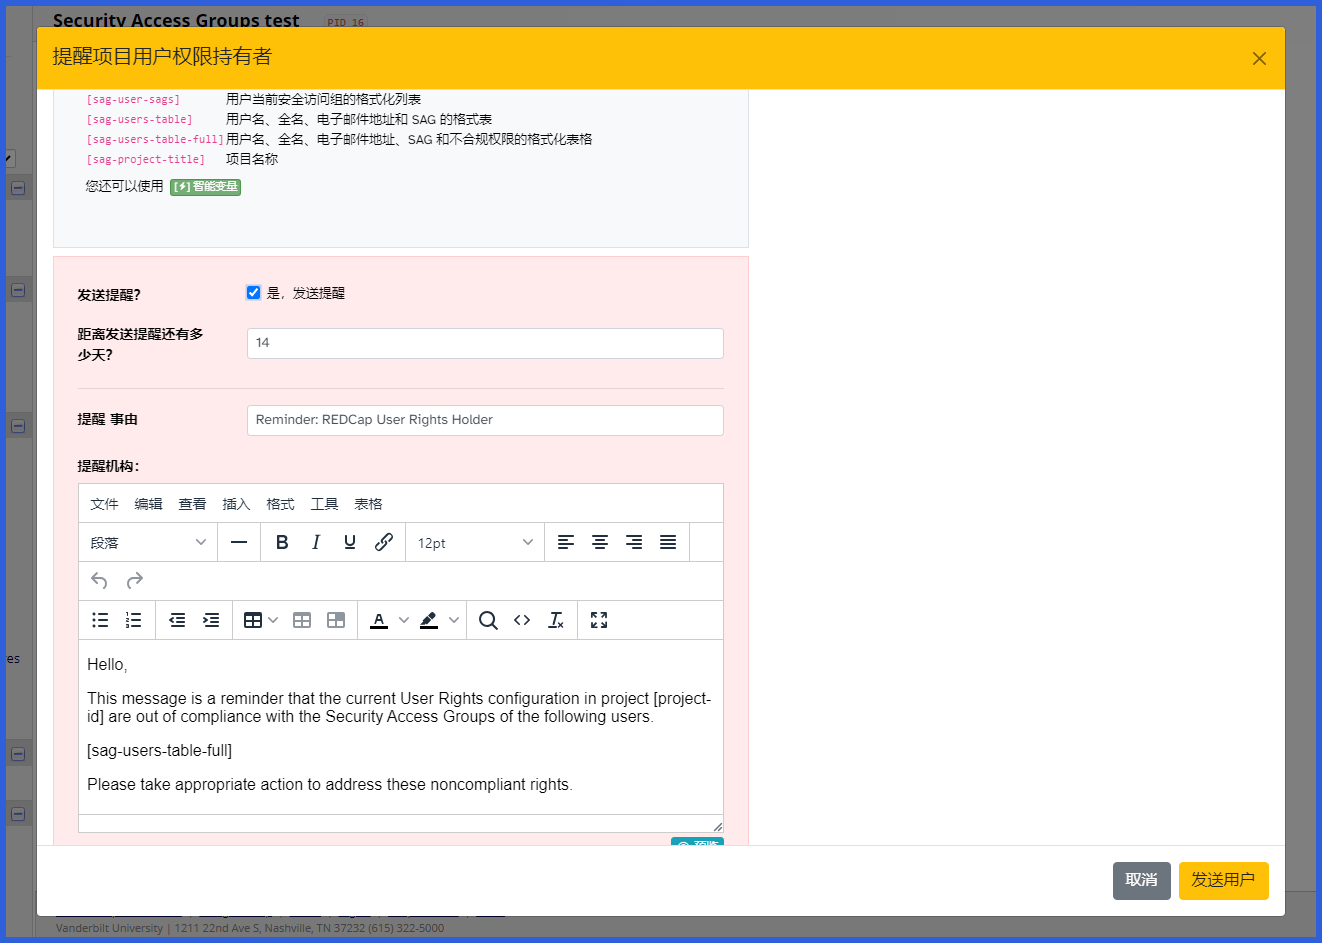 Security Access Groups test PID 16
提醒项目用户权限持有者
[sag-user-sags] 用户当前安全访问组的格式化列表
[sag-users-table] 用户名、全名、电子邮件地址和 SAG 的格式表
[sag-users-table-full] 用户名、全名、电子邮件地址、SAG 和不合规权限的格式化表格
[sag-project-title] 项目名称
您还可以使用 [⚡] 智能变量
发送提醒？ 是，发送提醒
距离发送提醒还有多
少天？
14
提醒 事由 Reminder: REDCap User Rights Holder
提醒机构：
文件 编辑 查看 插入 格式 工具 表格
段落 B I U 12pt
A
Hello,
This message is a reminder that the current User Rights configuration in project [project-
id] are out of compliance with the Security Access Groups of the following users.
[sag-users-table-full]
Please take appropriate action to address these noncompliant rights.
取消 发送用户
Vanderbilt University | 1211 22nd Ave S, Nashville, TN 37232 (615) 322-5000